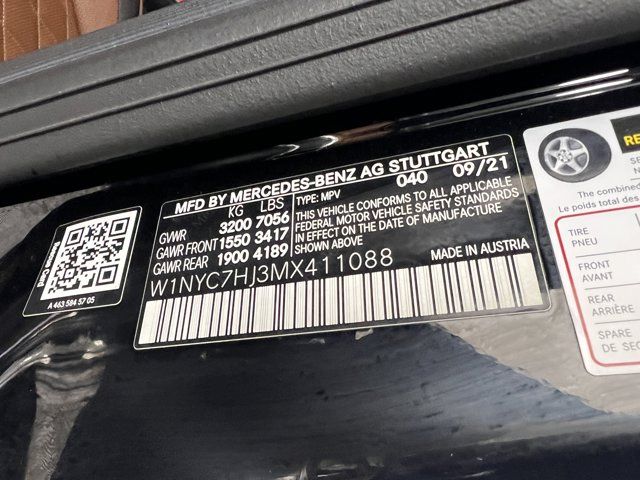 MFD BY MERCEDES-BENZ AG STUTTGART
040 09/21
KG LBS
TYPE: MPV
GVWR 3200 7056
GAWR FRONT 1550 3417
GAWR REAR 1900 4189
THIS VEHICLE CONFORMS TO ALL APPLICABLE
FEDERAL MOTOR VEHICLE SAFETY STANDARDS
IN EFFECT ON THE DATE OF MANUFACTURE
SHOWN ABOVE
MADE IN AUSTRIA
W1NYC7HJ3MX411088
Rescue Card
A 463 584 57 05
The combined
Le poids total des
TIRE
PNEU
FRONT
AVANT
REAR
ARRIÈRE
SPARE
DE SEC